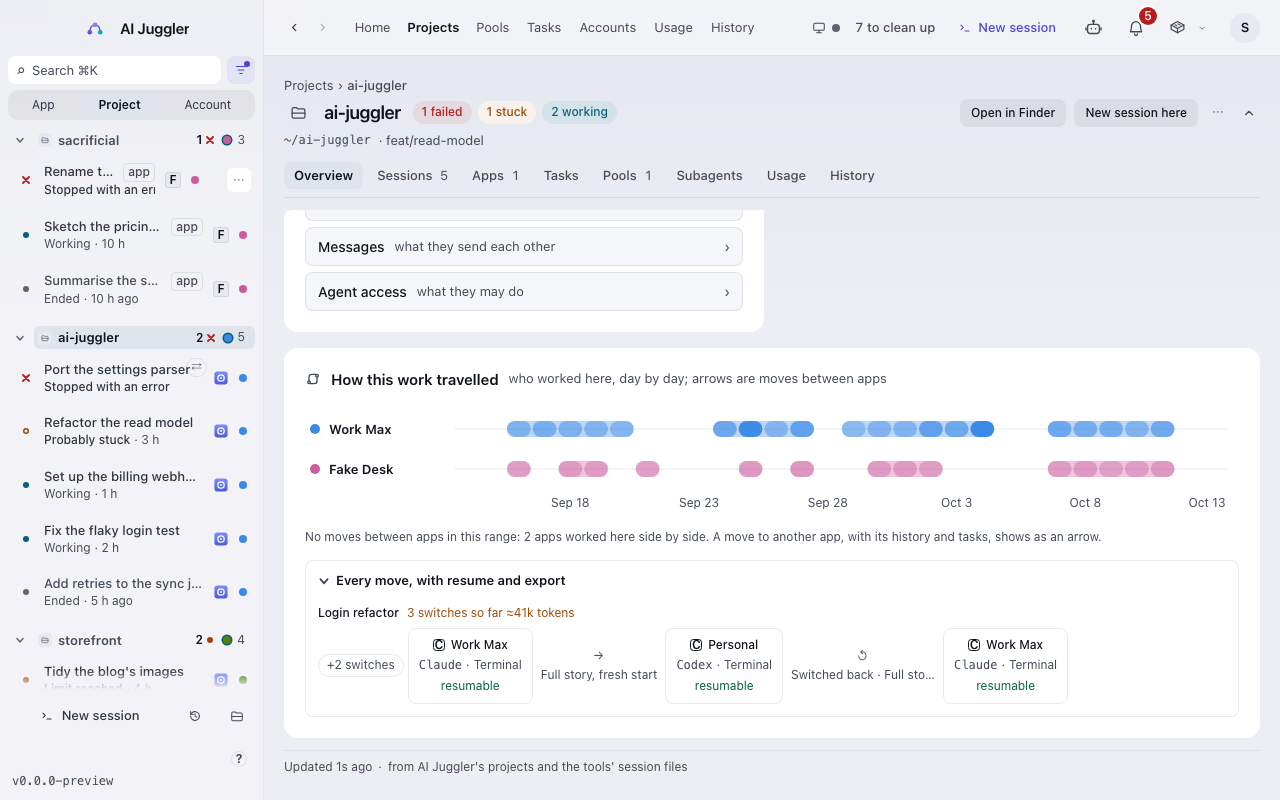 AI Juggler
Search ⌘K
App Project Account
sacrificial 1 3
Rename t... app F
Stopped with an err
Sketch the pricin... app F
Working · 10 h
Summarise the s... app F
Ended · 10 h ago
ai-juggler 2 5
Port the settings parser
Stopped with an error
Refactor the read model
Probably stuck · 3 h
Set up the billing webh...
Working · 1 h
Fix the flaky login test
Working · 2 h
Add retries to the sync j...
Ended · 5 h ago
storefront 2 4
Tidy the blog's images
Limit reached · 4 h
New session
?
v0.0.0-preview
Home Projects Pools Tasks Accounts Usage History
7 to clean up
New session
5
S
Projects › ai-juggler
ai-juggler 1 failed 1 stuck 2 working
Open in Finder New session here ...
~/ai-juggler · feat/read-model
Overview Sessions 5 Apps 1 Tasks Pools 1 Subagents Usage History
Messages what they send each other
Agent access what they may do
How this work travelled who worked here, day by day; arrows are moves between apps
Work Max
Fake Desk
Sep 18 Sep 23 Sep 28 Oct 3 Oct 8 Oct 13
No moves between apps in this range: 2 apps worked here side by side. A move to another app, with its history and tasks, shows as an arrow.
Every move, with resume and export
Login refactor 3 switches so far ≈41k tokens
+2 switches
Work Max
Claude · Terminal
resumable
→
Full story, fresh start
Personal
Codex · Terminal
resumable
Switched back · Full sto...
Work Max
Claude · Terminal
resumable
Updated 1s ago · from AI Juggler's projects and the tools' session files